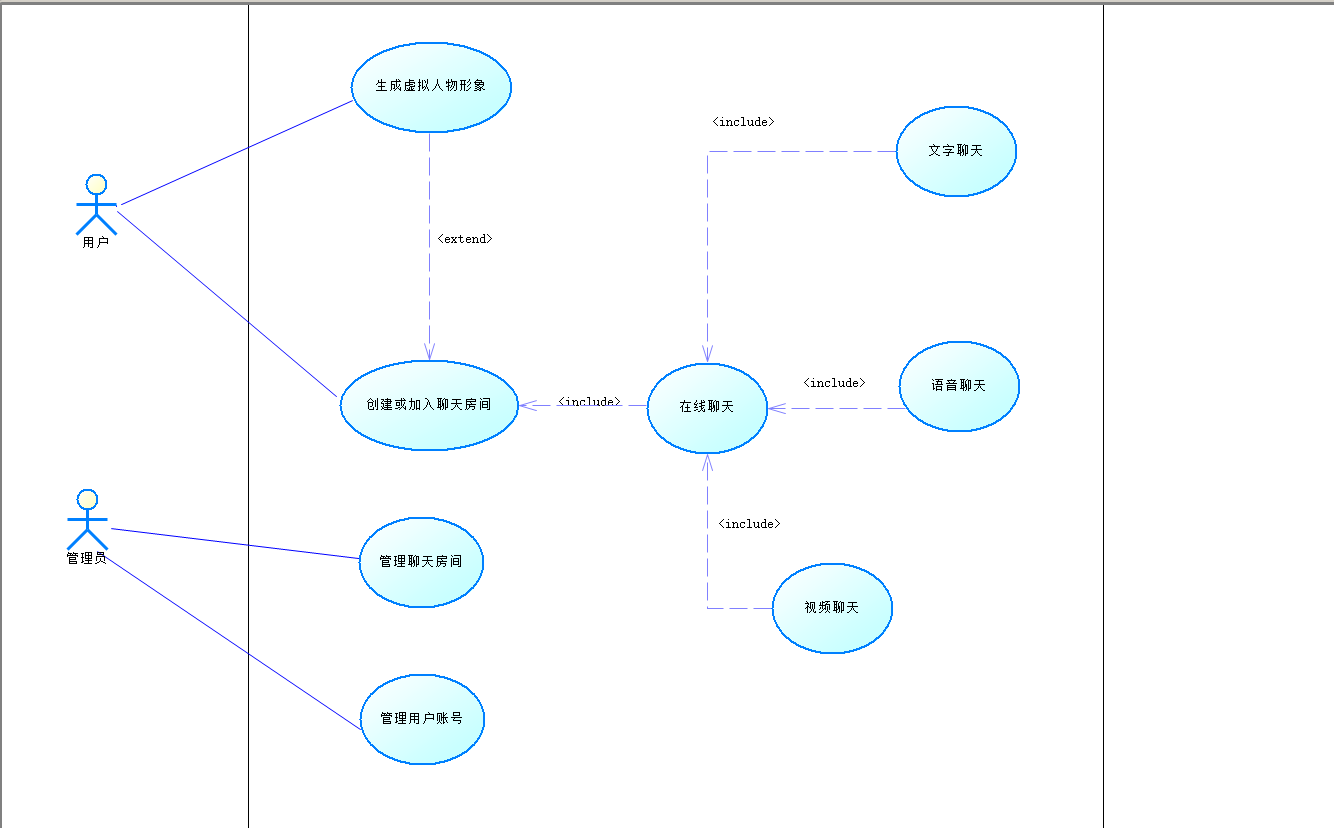 生成虚拟人物形象
<include>
文字聊天
用户
<extend>
创建或加入聊天房间
<include>
在线聊天
<include>
语音聊天
管理员
管理聊天房间
<include>
视频聊天
管理用户账号